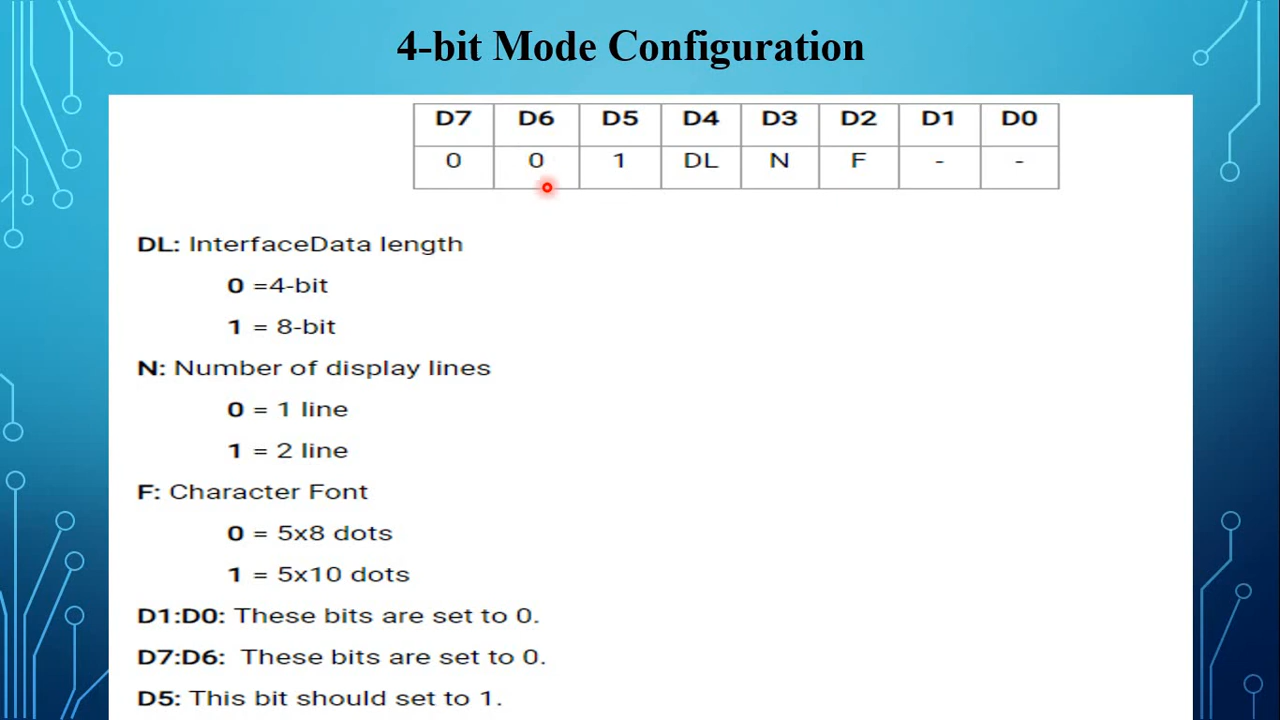 4-bit Mode Configuration
D7 D6 D5 D4 D3 D2 D1 D0
0 0 1 DL N F - -
DL: InterfaceData length
0 =4-bit
1 = 8-bit
N: Number of display lines
0 = 1 line
1 = 2 line
F: Character Font
0 = 5x8 dots
1 = 5x10 dots
D1:D0: These bits are set to 0.
D7:D6: These bits are set to 0.
D5: This bit should set to 1.